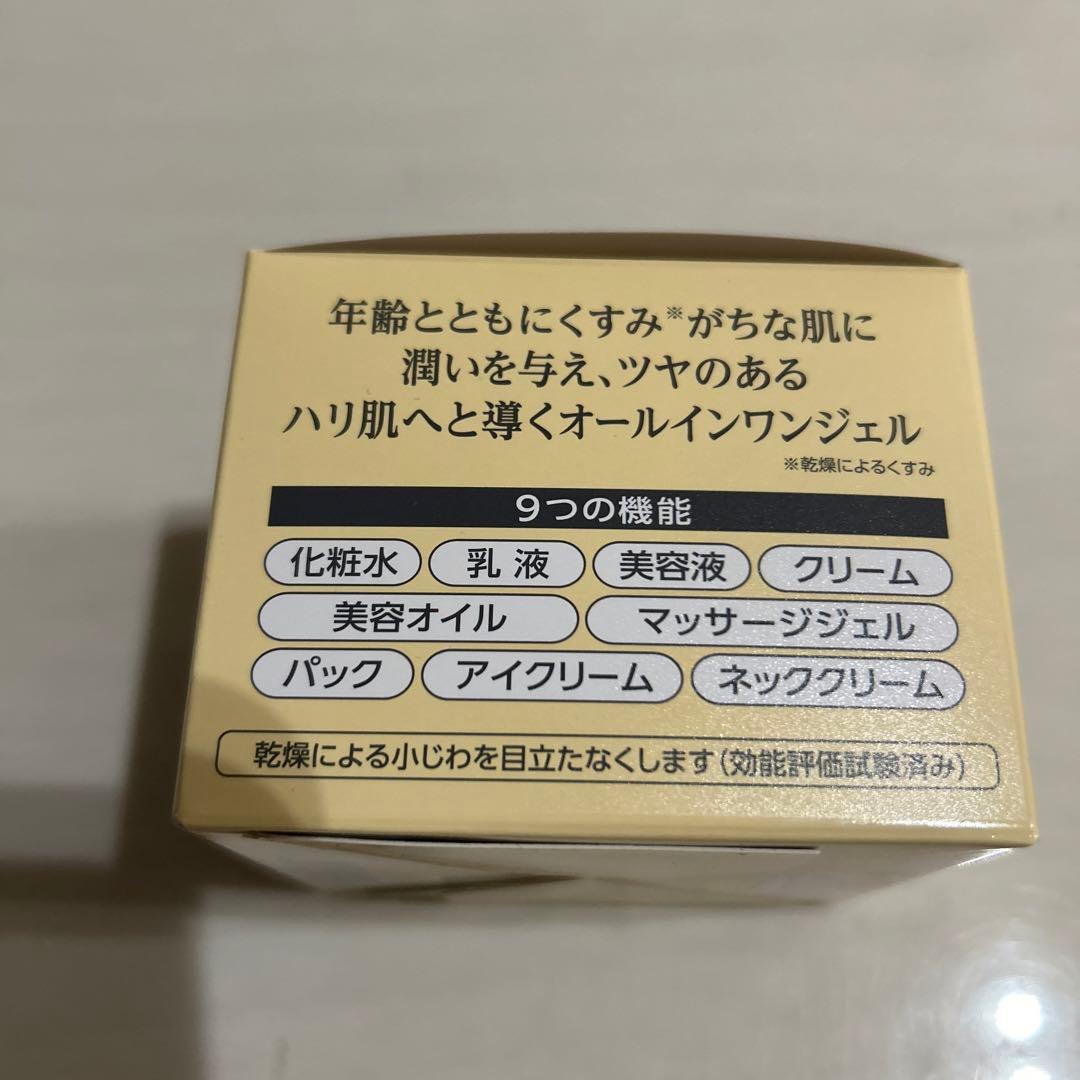 年齢とともにくすみ※がちな肌に
潤いを与え、ツヤのある
ハリ肌へと導くオールインワンジェル
※乾燥によるくすみ
9つの機能
化粧水 乳液 美容液 クリーム
美容オイル マッサージジェル
パック アイクリーム ネッククリーム
乾燥による小じわを目立たなくします(効能評価試験済み)